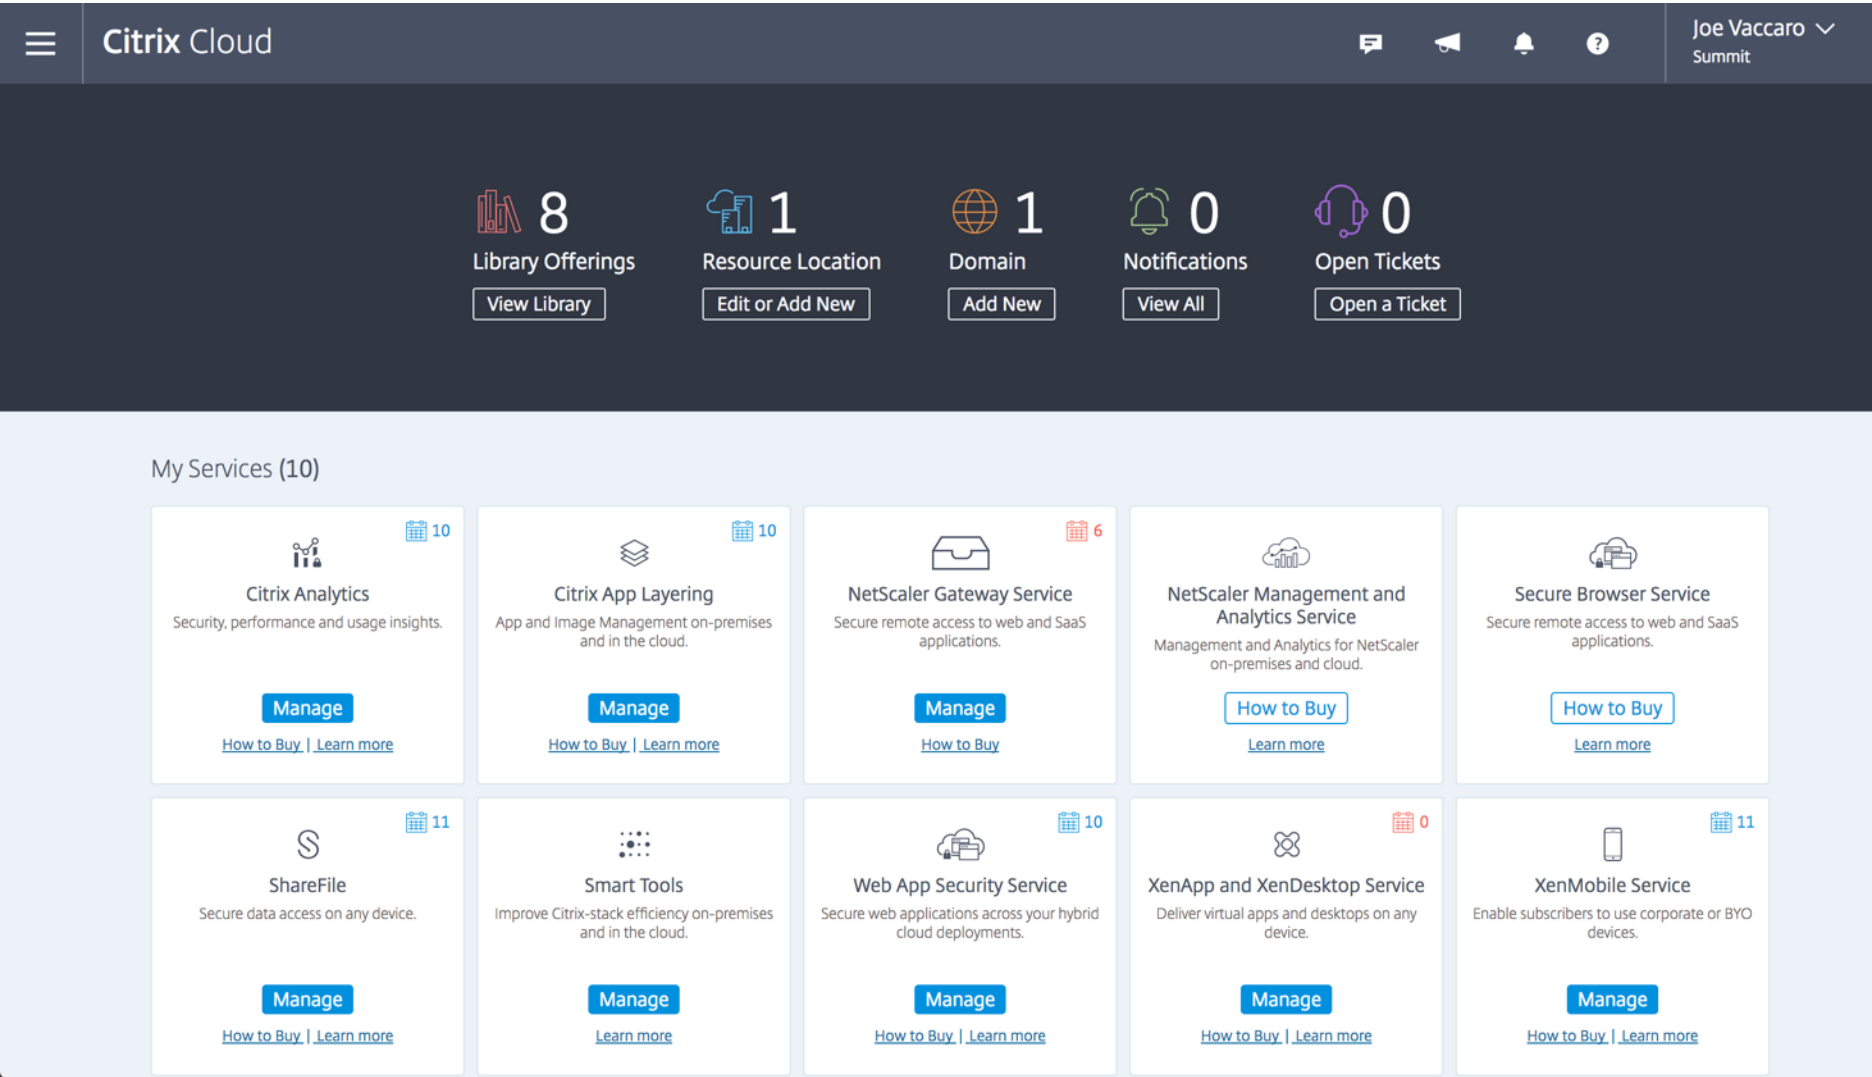 Citrix Cloud
?
Joe Vaccaro
Summit
8
Library Offerings
View Library
1
Resource Location
Edit or Add New
1
Domain
Add New
0
Notifications
View All
0
Open Tickets
Open a Ticket
My Services (10)
10
Citrix Analytics
Security, performance and usage insights.
Manage
How to Buy | Learn more
10
Citrix App Layering
App and Image Management on-premises
and in the cloud.
Manage
How to Buy | Learn more
6
NetScaler Gateway Service
Secure remote access to web and SaaS
applications.
Manage
How to Buy
NetScaler Management and
Analytics Service
Management and Analytics for NetScaler
on-premises and cloud.
How to Buy
Learn more
Secure Browser Service
Secure remote access to web and SaaS
applications.
How to Buy
Learn more
11
ShareFile
Secure data access on any device.
Manage
How to Buy | Learn more
Smart Tools
Improve Citrix-stack efficiency on-premises
and in the cloud.
Manage
Learn more
10
Web App Security Service
Secure web applications across your hybrid
cloud deployments.
Manage
How to Buy | Learn more
0
XenApp and XenDesktop Service
Deliver virtual apps and desktops on any
device.
Manage
How to Buy | Learn more
11
XenMobile Service
Enable subscribers to use corporate or BYO
devices.
Manage
How to Buy | Learn more